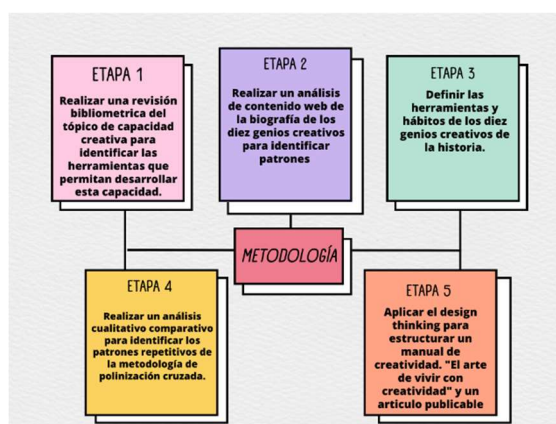 ETAPA 1
Realizar una revisión
bibliometrica del
tópico de capacidad
creativa para
identificar las
herramientas que
permitan desarrollar
esta capacidad.
ETAPA 2
Realizar un análisis
de contenido web de
la biografía de los
diez genios creativos
para identificar
patrones
ETAPA 3
Definir las
herramientas y
hábitos de los diez
genios creativos de
la historia.
METODOLOGÍA
ETAPA 4
Realizar un análisis
cualitativo comparativo
para identificar los
patrones repetitivos de
la metodología de
polinización cruzada.
ETAPA 5
Aplicar el design
thinking para
estructurar un
manual de
creatividad. "El arte
de vivir con
creatividad" y un
articulo publicable